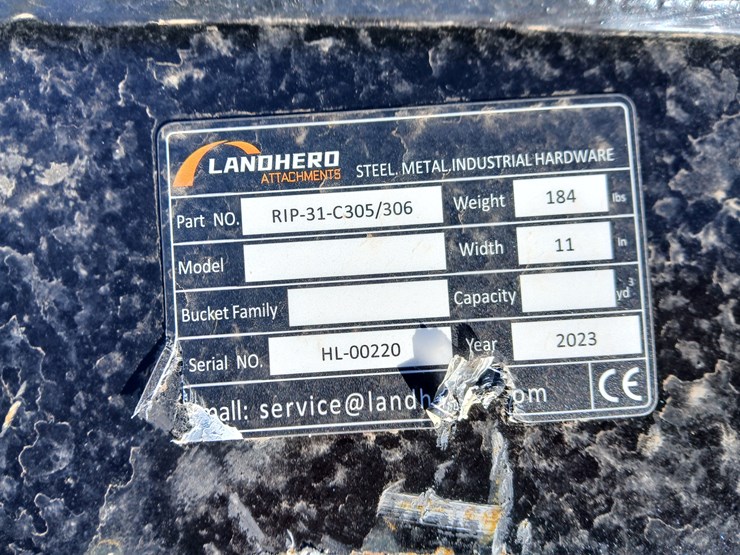 LANDHERO
ATTACHMENTS
STEEL. METAL.INDUSTRIAL HARDWARE
Part NO. RIP-31-C305/306 Weight 184 lbs
Model Width 11 in
Bucket Family Capacity yd³
Serial NO. HL-00220 Year 2023
service@landh CE